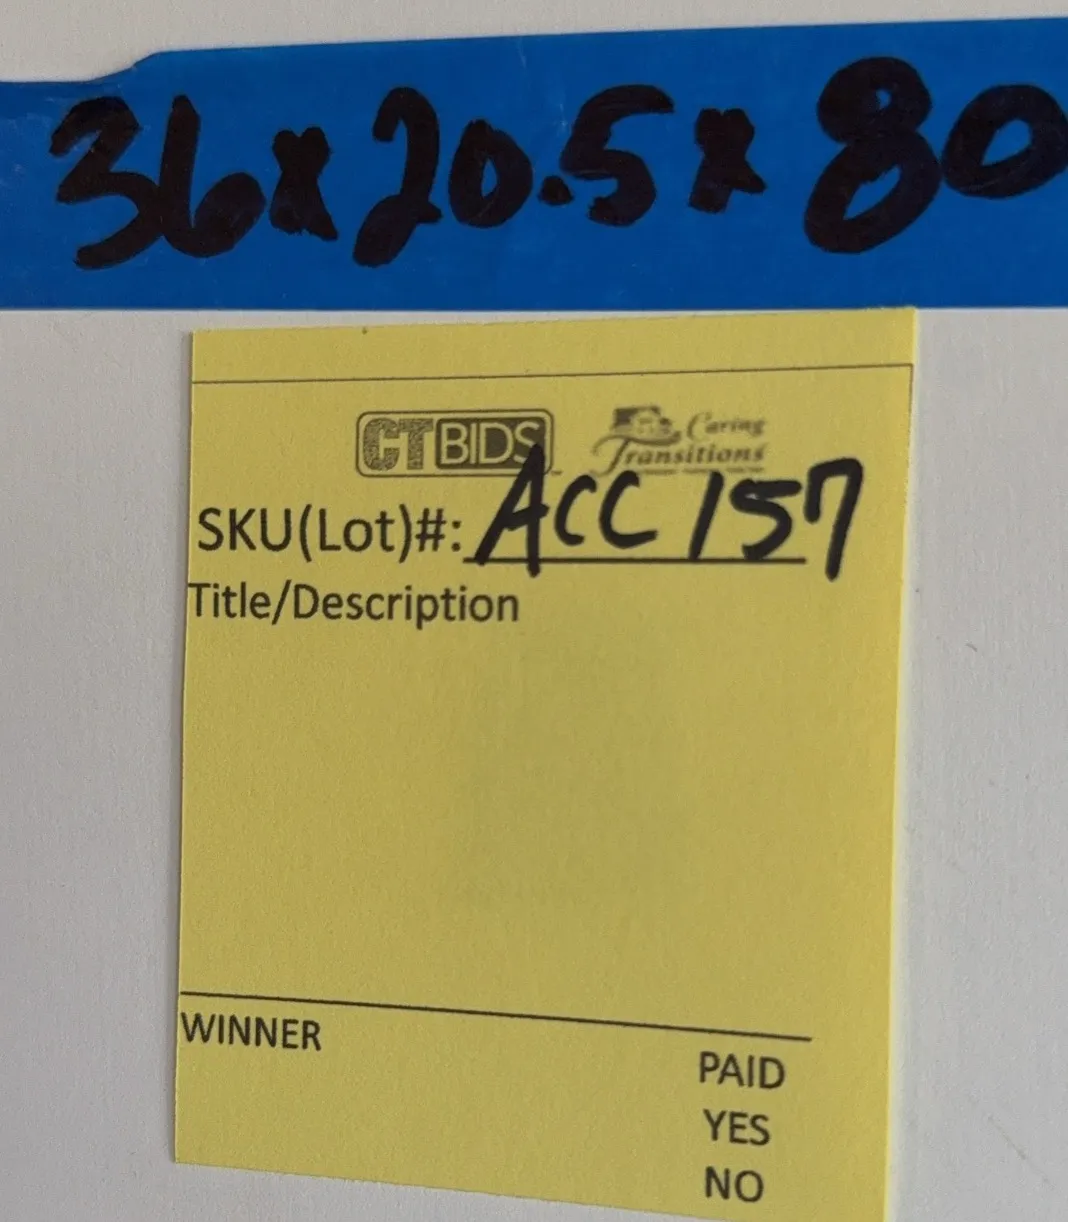 36x20.5x80
CTBIDS Caring
Transitions
SKU(Lot)#: ACC 157
Title/Description
WINNER
PAID
YES
NO